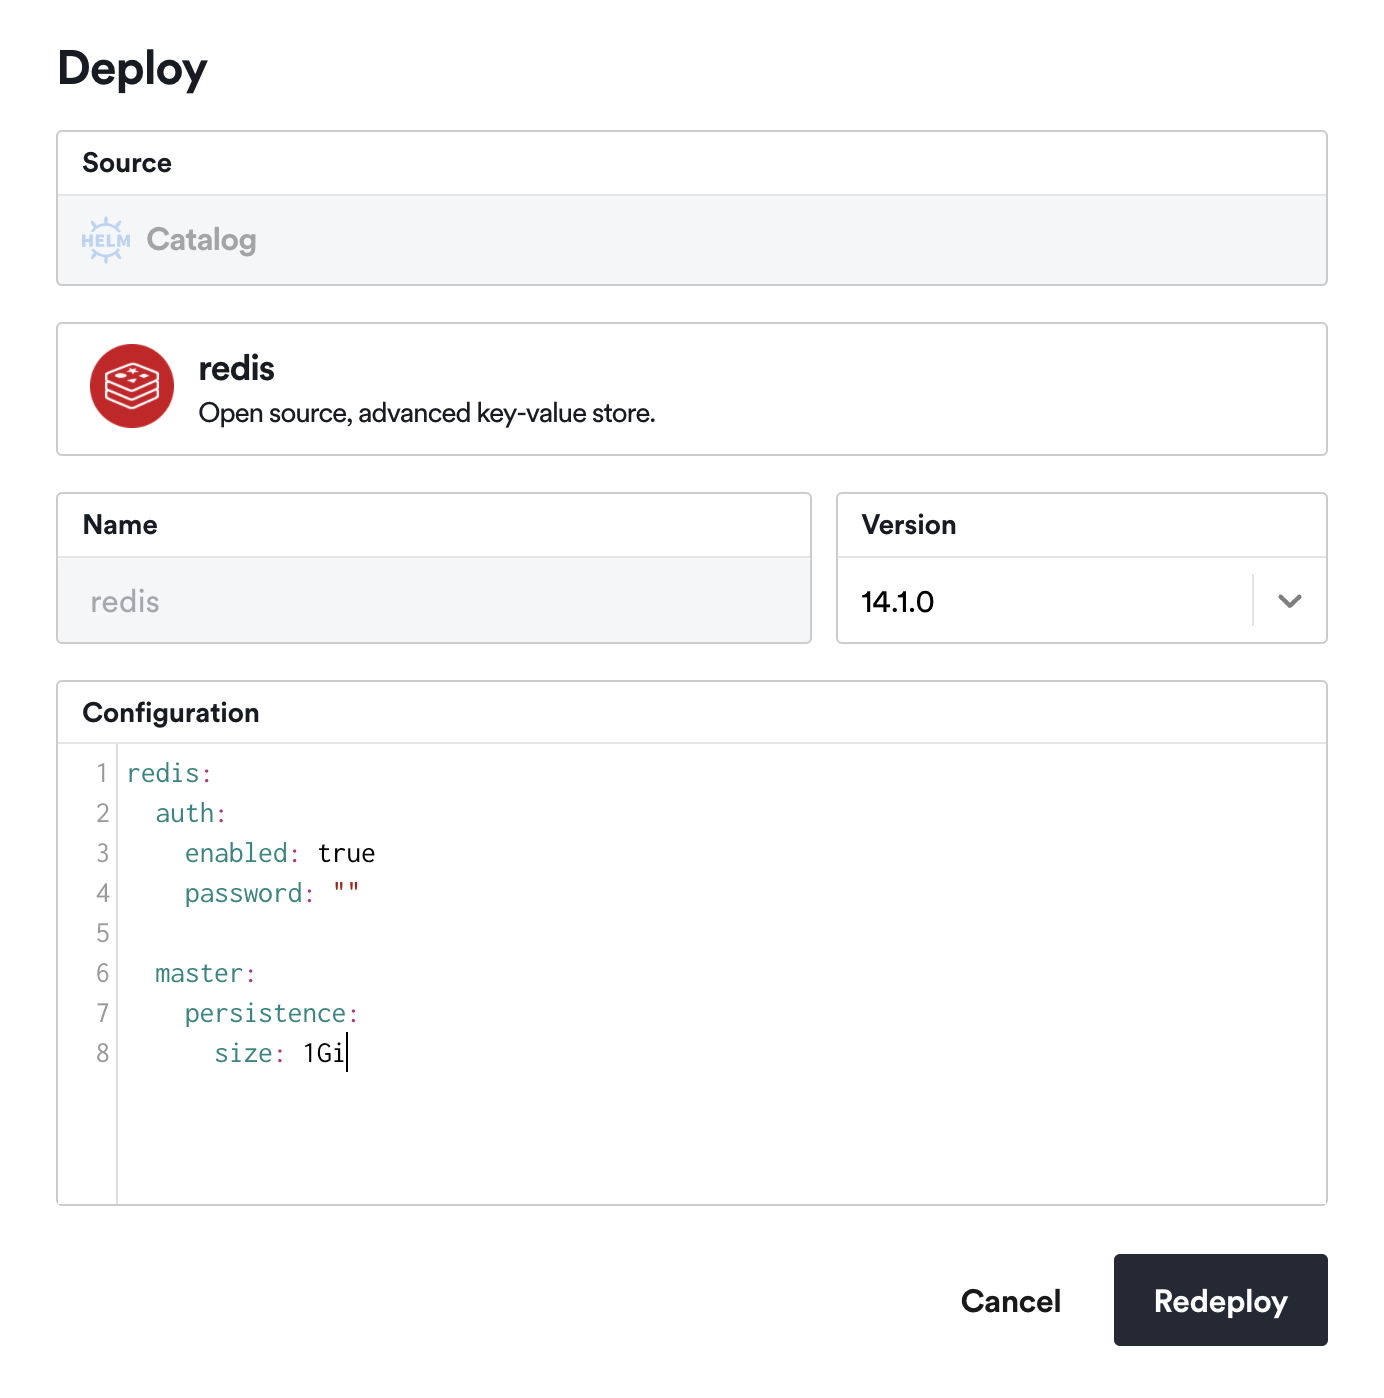 Deploy
Source
HELM Catalog
redis
Open source, advanced key-value store.
Name
Version
redis
14.1.0
Configuration
1 redis:
2   auth:
3     enabled: true
4     password: ""
5
6   master:
7     persistence:
8       size: 1Gi
Cancel
Redeploy